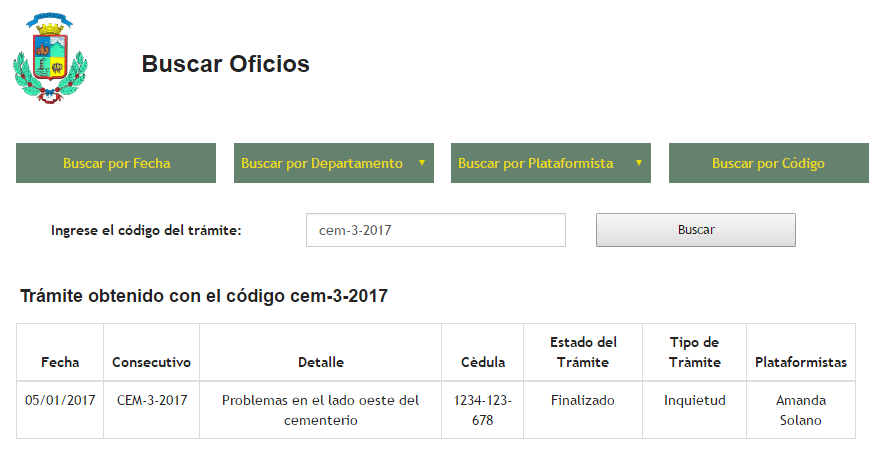 Buscar Oficios
Buscar por Fecha
Buscar por Departamento ▼
Buscar por Plataformista ▼
Buscar por Código
Ingrese el código del trámite:
cem-3-2017
Buscar
Trámite obtenido con el código cem-3-2017
Fecha
Consecutivo
Detalle
Cèdula
Estado del
Trámite
Tipo de
Tràmite
Plataformistas
05/01/2017
CEM-3-2017
Problemas en el lado oeste del
cementerio
1234-123-
678
Finalizado
Inquietud
Amanda
Solano